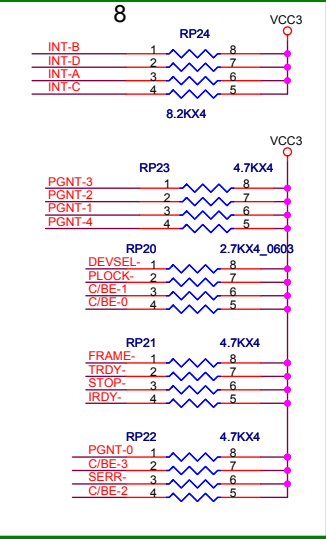 8
VCC3
RP24
INT-B 1 8
INT-D 2 7
INT-A 3 6
INT-C 4 5
8.2KX4
VCC3
RP23 4.7KX4
PGNT-3 1 8
PGNT-2 2 7
PGNT-1 3 6
PGNT-4 4 5
RP20 2.7KX4_0603
DEVSEL- 1 8
PLOCK- 2 7
C/BE-1 3 6
C/BE-0 4 5
RP21 4.7KX4
FRAME- 1 8
TRDY- 2 7
STOP- 3 6
IRDY- 4 5
RP22 4.7KX4
PGNT-0 1 8
C/BE-3 2 7
SERR- 3 6
C/BE-2 4 5